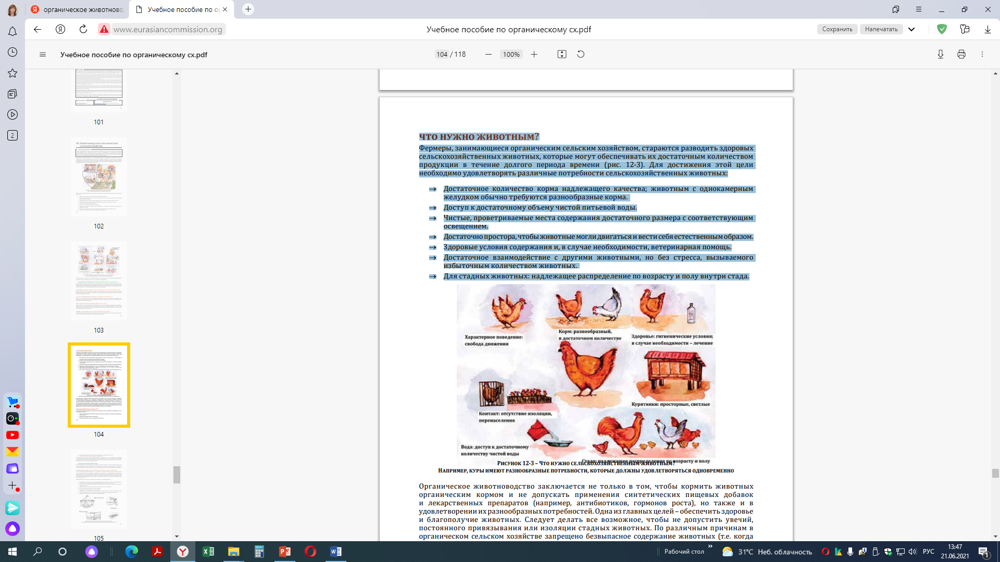 органическое животново
Учебное пособие по о
www.eurasiancommission.org
Учебное пособие по органическому сх.pdf
Сохранить
Напечатать
Учебное пособие по органическому сх.pdf
104 / 118
100%
2
101
102
103
104
105
ЧТО НУЖНО ЖИВОТНЫМ?
Фермеры, занимающиеся органическим сельским хозяйством, стараются разводить здоровых
сельскохозяйственных животных, которые могут обеспечивать их достаточным количеством
продукции в течение долгого периода времени (рис. 12-3). Для достижения этой цели
необходимо удовлетворять различные потребности сельскохозяйственных животных:
⇒ Достаточное количество корма надлежащего качества; животным с однокамерным
желудком обычно требуются разнообразные корма.
⇒ Доступ к достаточному объему чистой питьевой воды.
⇒ Чистые, проветриваемые места содержания достаточного размера с соответствующим
освещением.
⇒ Достаточно простора, чтобы животные могли двигаться и вести себя естественным образом.
⇒ Здоровые условия содержания и, в случае необходимости, ветеринарная помощь.
⇒ Достаточное взаимодействие с другими животными, но без стресса, вызываемого
избыточным количеством животных.
⇒ Для стадных животных: надлежащее распределение по возрасту и полу внутри стада.
Характерное поведение:
свобода движения
Корм: разнообразный,
в достаточном количестве
Здоровье: гигиенические условия;
в случае необходимости – лечение
Курятники: просторные, светлые
Контакт: отсутствие изоляции,
перенаселения
Вода: доступ к достаточному
количеству чистой воды
Стадо: надлежащее распределение по возрасту и полу
РИСУНОК 12-3 – ЧТО НУЖНО СЕЛЬСКОХОЗЯЙСТВЕННЫМ ЖИВОТНЫМ?
НАПРИМЕР, КУРЫ ИМЕЮТ РАЗНООБРАЗНЫЕ ПОТРЕБНОСТИ, КОТОРЫЕ ДОЛЖНЫ УДОВЛЕТВОРЯТЬСЯ ОДНОВРЕМЕННО
Органическое животноводство заключается не только в том, чтобы кормить животных
органическим кормом и не допускать применения синтетических пищевых добавок
и лекарственных препаратов (например, антибиотиков, гормонов роста), но также и в
удовлетворении их разнообразных потребностей. Одна из главных целей – обеспечить здоровье
и благополучие животных. Следует делать все возможное, чтобы не допустить увечий,
постоянного привязывания или изоляции стадных животных. По различным причинам в
органическом сельском хозяйстве запрещено безвыпасное содержание животных (т.е. когда
Рабочий стол
31°C Неб. облачность
РУС
13:47
21.06.2021
1